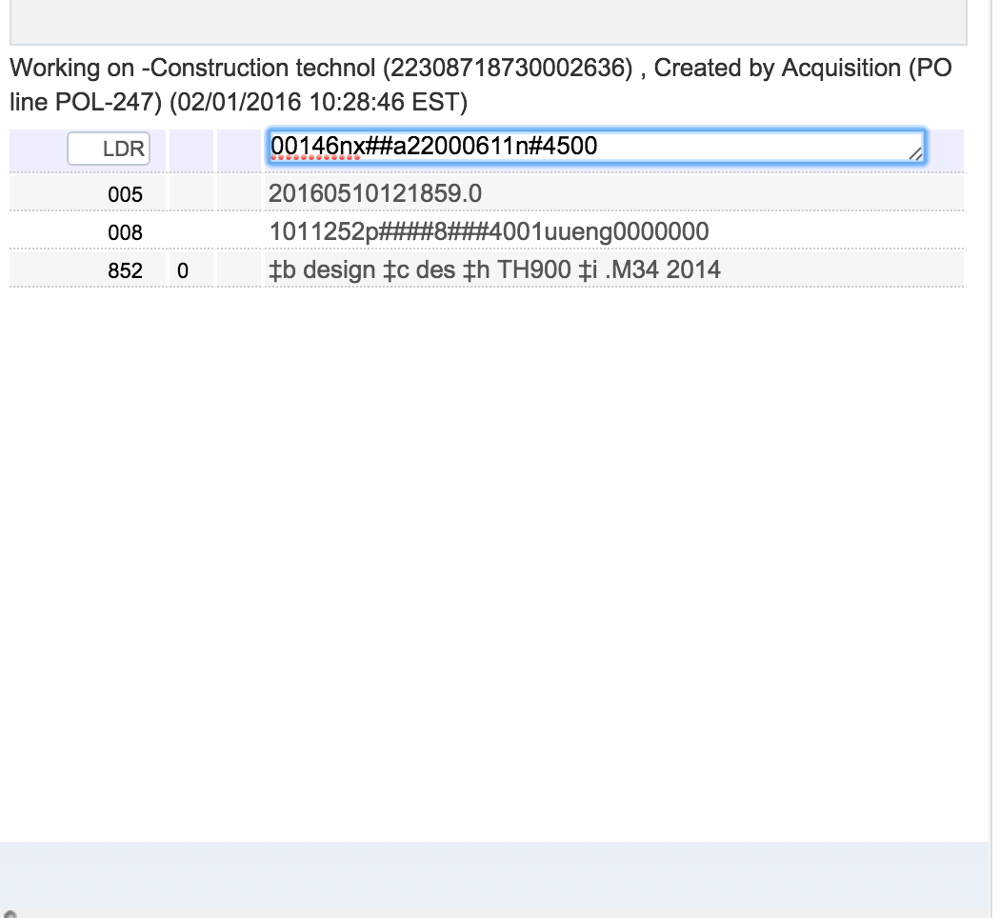 Working on -Construction technol (22308718730002636) , Created by Acquisition (PO
line POL-247) (02/01/2016 10:28:46 EST)
LDR 00146nx##a22000611n#4500
005 20160510121859.0
008 1011252p####8###4001uueng0000000
852 0 ‡b design ‡c des ‡h TH900 ‡i .M34 2014